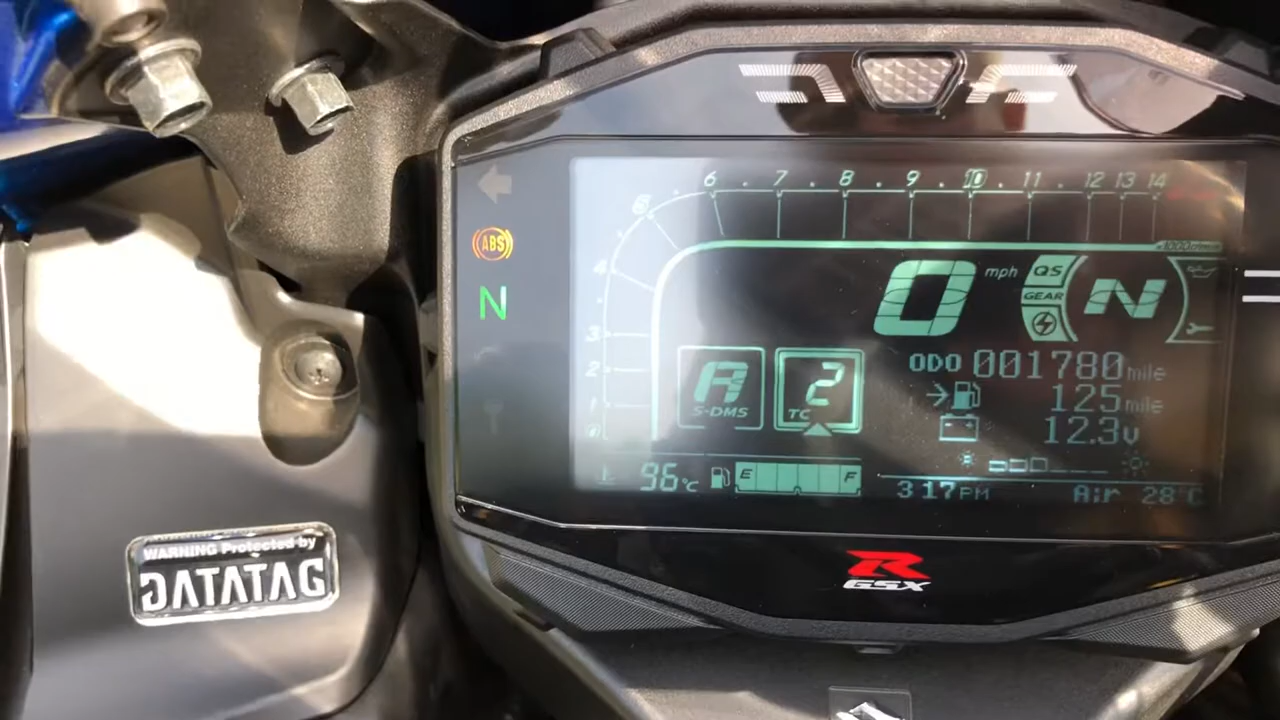 6 7 8 9 10 11 12 13 14
5
4
3
2
1
0
x1000r/min
ABS
N
0 mph
QS
GEAR
N
A
S-DMS
2
TC
ODO 001780 mile
125 mile
12.3V
96°C
E F
3:17PM
Air 28°C
WARNING Protected by
DATATAG
R
GSX